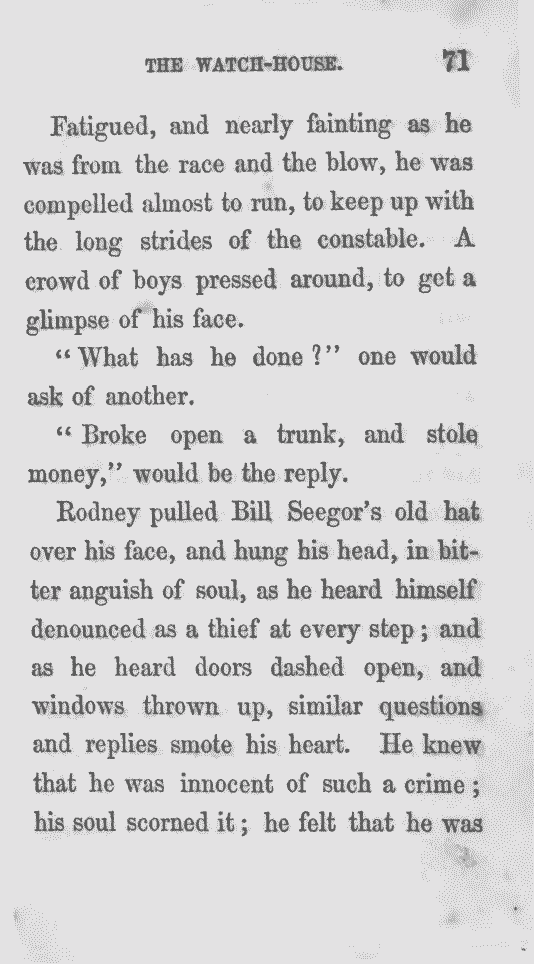 THE WATCH-HOUSE. 71
Fatigued, and nearly fainting as he
was from the race and the blow, he was
compelled almost to run, to keep up with
the long strides of the constable. A
crowd of boys pressed around, to get a
glimpse of his face.
“What has he done?” one would
ask of another.
“Broke open a trunk, and stole
money,” would be the reply.
Rodney pulled Bill Seegor's old hat
over his face, and hung his head, in bit-
ter anguish of soul, as he heard himself
denounced as a thief at every step; and
as he heard doors dashed open, and
windows thrown up, similar questions
and replies smote his heart. He knew
that he was innocent of such a crime;
his soul scorned it; he felt that he was